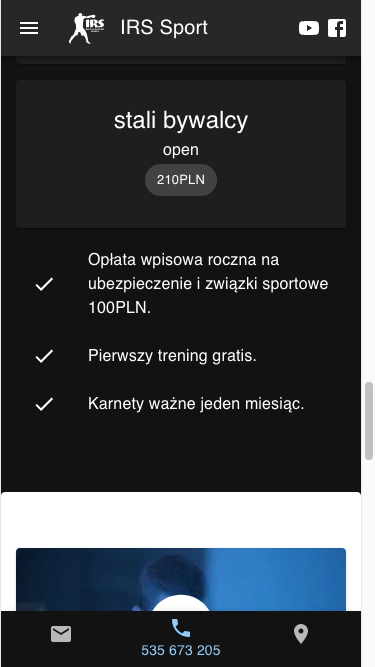 IRS
IRS Sport
stali bywalcy
open
210PLN
Opłata wpisowa roczna na
ubezpieczenie i związki sportowe
100PLN.
Pierwszy trening gratis.
Karnety ważne jeden miesiąc.
535 673 205